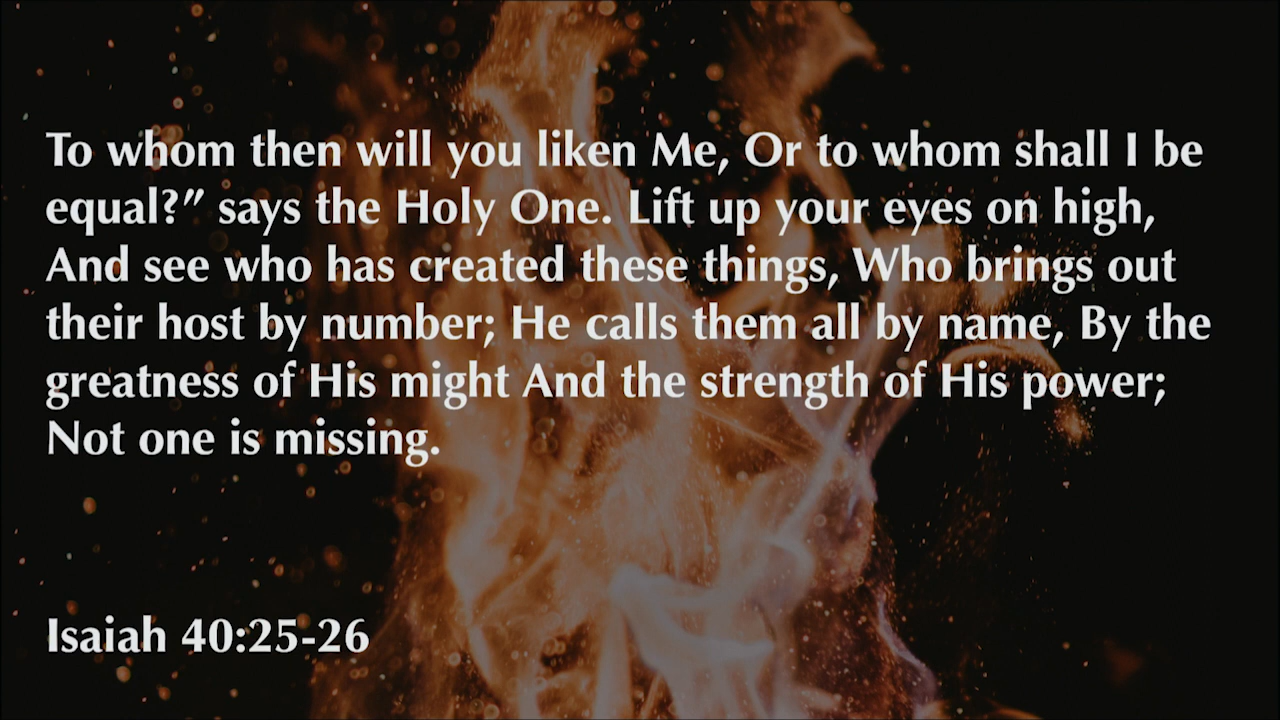 To whom then will you liken Me, Or to whom shall I be
equal?” says the Holy One. Lift up your eyes on high,
And see who has created these things, Who brings out
their host by number; He calls them all by name, By the
greatness of His might And the strength of His power;
Not one is missing.
Isaiah 40:25-26